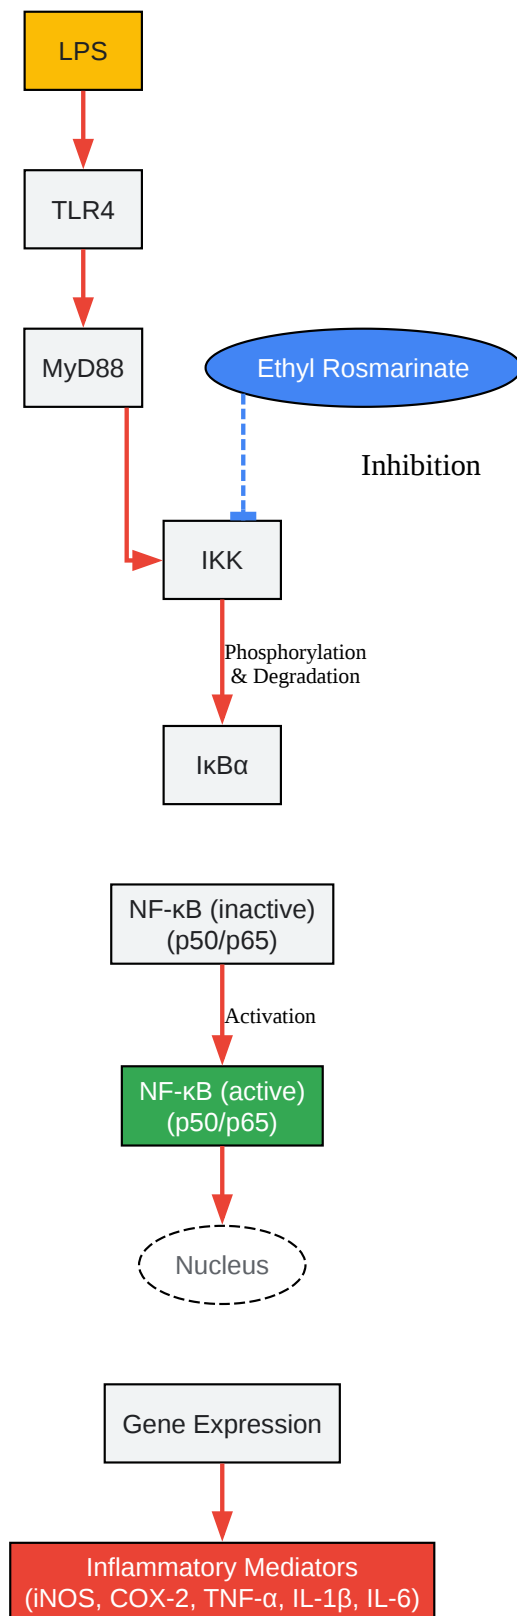 LPS
TLR4
MyD88
Ethyl Rosmarinate
Inhibition
IKK
Phosphorylation
& Degradation
IκBα
NF-κB (inactive)
(p50/p65)
Activation
NF-κB (active)
(p50/p65)
Nucleus
Gene Expression
Inflammatory Mediators
(iNOS, COX-2, TNF-α, IL-1β, IL-6)